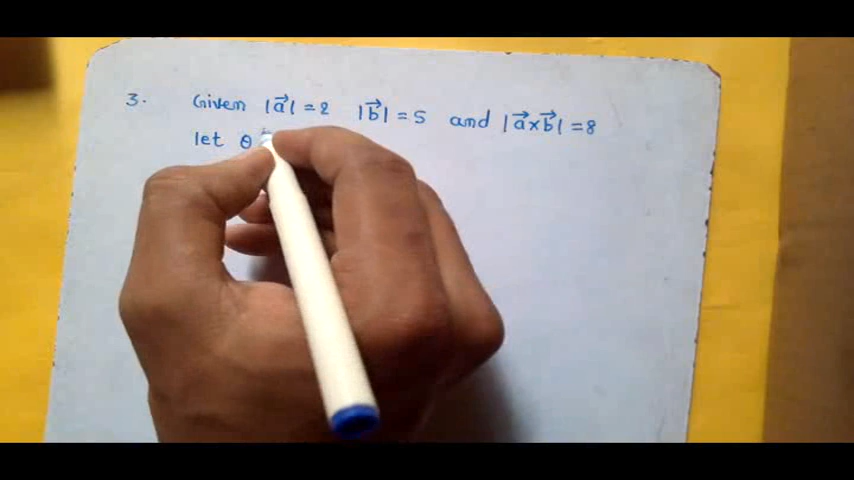 3. Given |a⃗| = 2 |b⃗| = 5 and |a⃗×b⃗| = 8
let θ